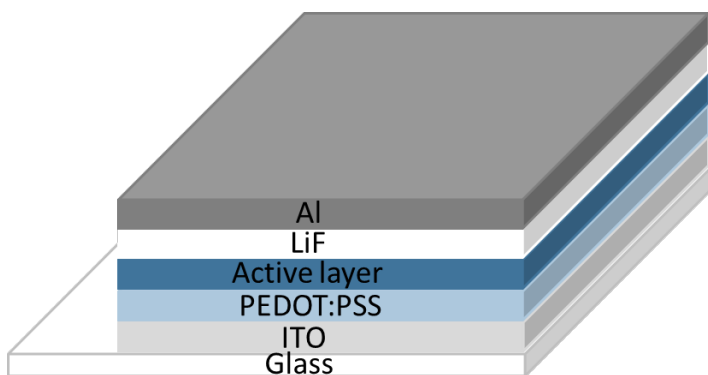 Al
LiF
Active layer
PEDOT:PSS
ITO
Glass